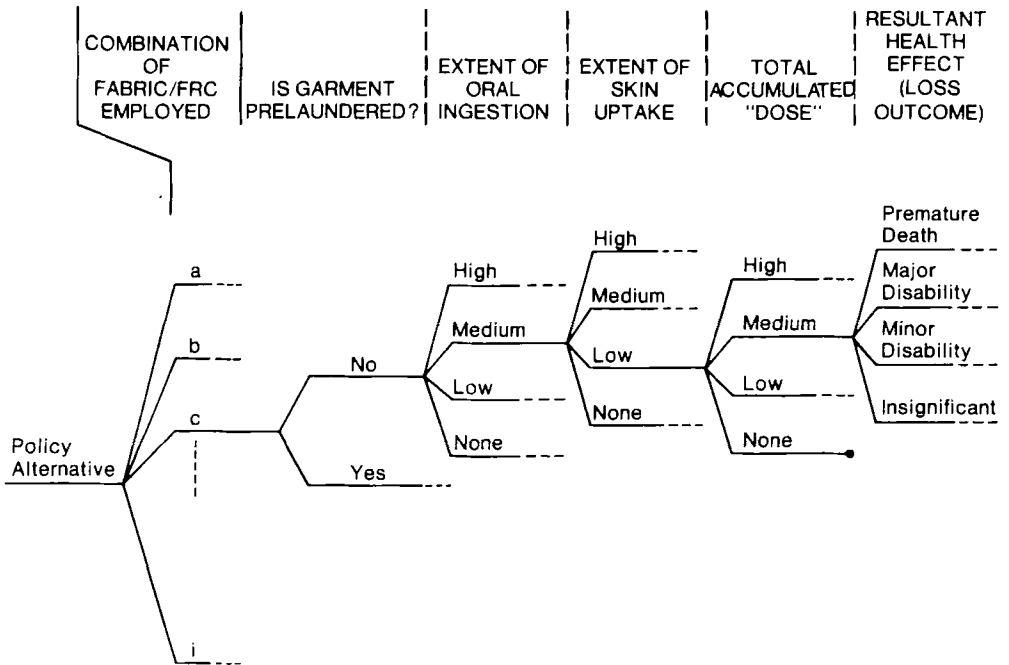 COMBINATION
OF
FABRIC/FRC
EMPLOYED
IS GARMENT
PRELAUNDERED?
EXTENT OF
ORAL
INGESTION
EXTENT OF
SKIN
UPTAKE
TOTAL
ACCUMULATED
"DOSE"
RESULTANT
HEALTH
EFFECT
(LOSS
OUTCOME)
Policy
Alternative
a
b
c
i
No
Yes
High
Medium
Low
None
High
Medium
Low
None
High
Medium
Low
None
Premature
Death
Major
Disability
Minor
Disability
Insignificant